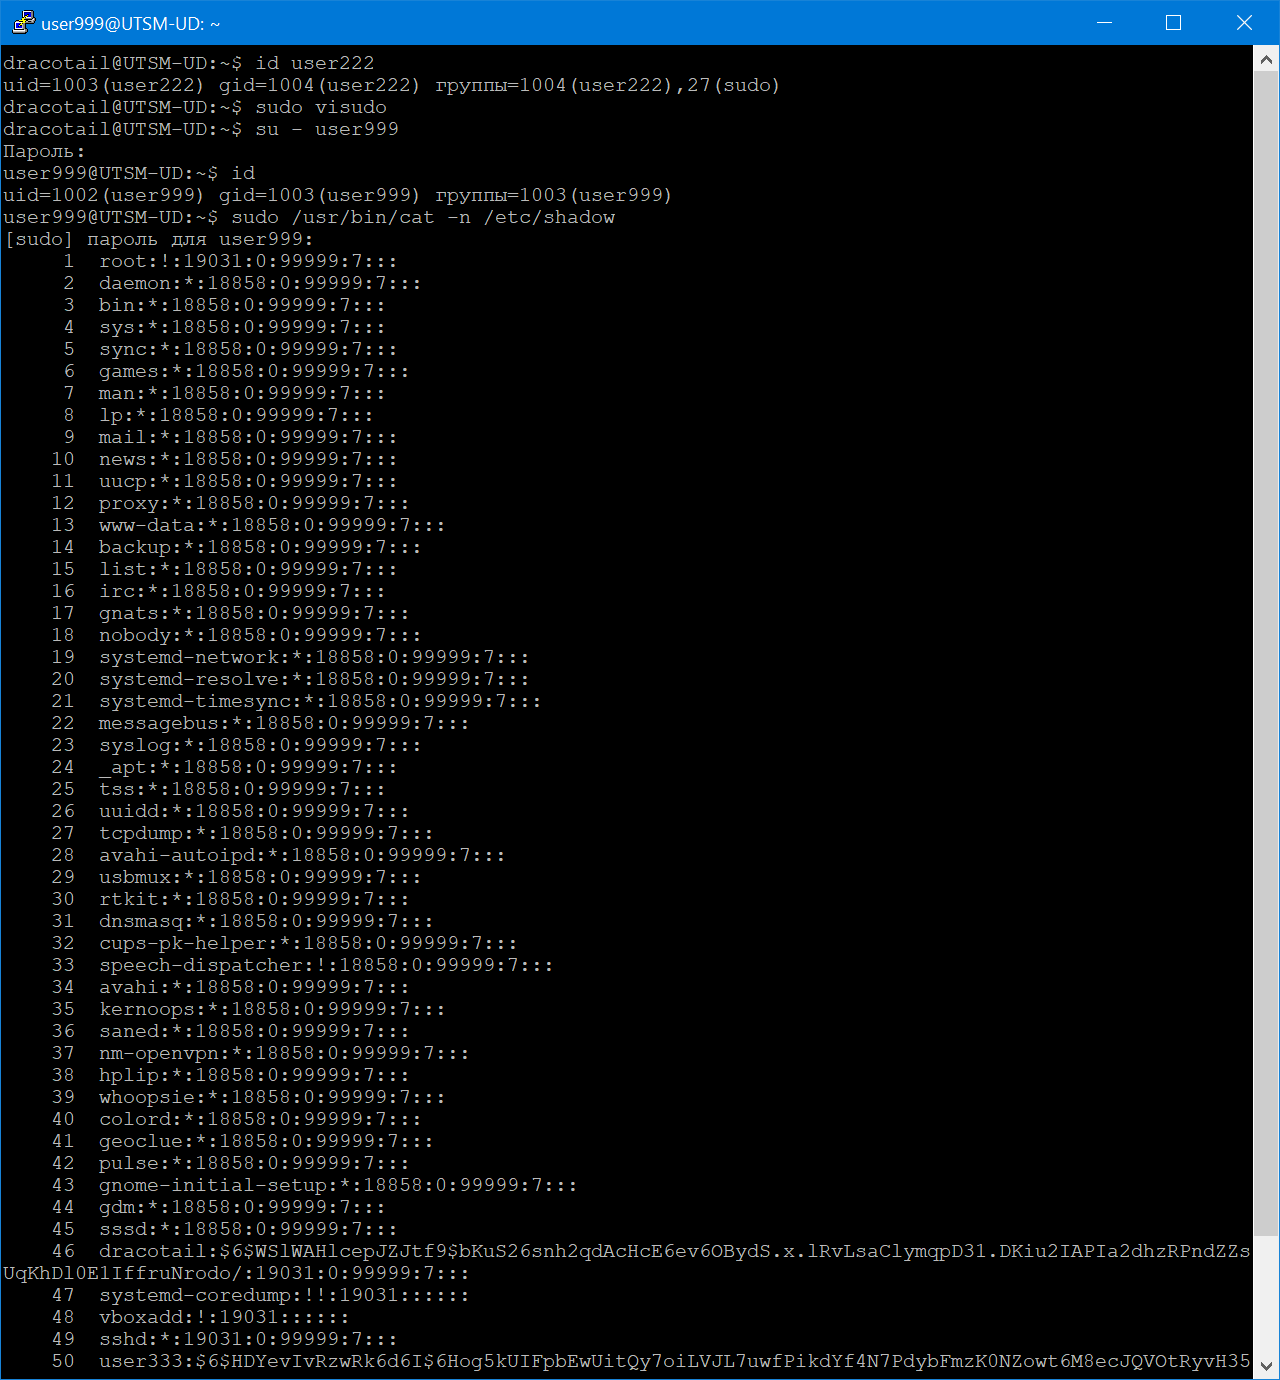 user999@UTSM-UD: ~
dracotail@UTSM-UD:~$ id user222
uid=1003(user222) gid=1004(user222) группы=1004(user222),27(sudo)
dracotail@UTSM-UD:~$ sudo visudo
dracotail@UTSM-UD:~$ su - user999
Пароль:
user999@UTSM-UD:~$ id
uid=1002(user999) gid=1003(user999) группы=1003(user999)
user999@UTSM-UD:~$ sudo /usr/bin/cat -n /etc/shadow
[sudo] пароль для user999:
1 root:!:19031:0:99999:7:::
2 daemon:*:18858:0:99999:7:::
3 bin:*:18858:0:99999:7:::
4 sys:*:18858:0:99999:7:::
5 sync:*:18858:0:99999:7:::
6 games:*:18858:0:99999:7:::
7 man:*:18858:0:99999:7:::
8 lp:*:18858:0:99999:7:::
9 mail:*:18858:0:99999:7:::
10 news:*:18858:0:99999:7:::
11 uucp:*:18858:0:99999:7:::
12 proxy:*:18858:0:99999:7:::
13 www-data:*:18858:0:99999:7:::
14 backup:*:18858:0:99999:7:::
15 list:*:18858:0:99999:7:::
16 irc:*:18858:0:99999:7:::
17 gnats:*:18858:0:99999:7:::
18 nobody:*:18858:0:99999:7:::
19 systemd-network:*:18858:0:99999:7:::
20 systemd-resolve:*:18858:0:99999:7:::
21 systemd-timesync:*:18858:0:99999:7:::
22 messagebus:*:18858:0:99999:7:::
23 syslog:*:18858:0:99999:7:::
24 _apt:*:18858:0:99999:7:::
25 tss:*:18858:0:99999:7:::
26 uuidd:*:18858:0:99999:7:::
27 tcpdump:*:18858:0:99999:7:::
28 avahi-autoipd:*:18858:0:99999:7:::
29 usbmux:*:18858:0:99999:7:::
30 rtkit:*:18858:0:99999:7:::
31 dnsmasq:*:18858:0:99999:7:::
32 cups-pk-helper:*:18858:0:99999:7:::
33 speech-dispatcher:!:18858:0:99999:7:::
34 avahi:*:18858:0:99999:7:::
35 kernoops:*:18858:0:99999:7:::
36 saned:*:18858:0:99999:7:::
37 nm-openvpn:*:18858:0:99999:7:::
38 hplip:*:18858:0:99999:7:::
39 whoopsie:*:18858:0:99999:7:::
40 colord:*:18858:0:99999:7:::
41 geoclue:*:18858:0:99999:7:::
42 pulse:*:18858:0:99999:7:::
43 gnome-initial-setup:*:18858:0:99999:7:::
44 gdm:*:18858:0:99999:7:::
45 sssd:*:18858:0:99999:7:::
46 dracotail:$6$WSlWAHlcepJZJtf9$bKuS26snh2qdAcHcE6ev6OBydS.x.lRvLsaClymqpD31.DKiu2IAPIa2dhzRPndZZs
UqKhDl0E1IffruNrodo/:19031:0:99999:7:::
47 systemd-coredump:!!:19031::::::
48 vboxadd:!:19031::::::
49 sshd:*:19031:0:99999:7:::
50 user333:$6$HDYevIvRzwRk6d6I$6Hog5kUIFpbEwUitQy7oiLVJL7uwfPikdYf4N7PdybFmzK0NZowt6M8ecJQVOtRyvH35